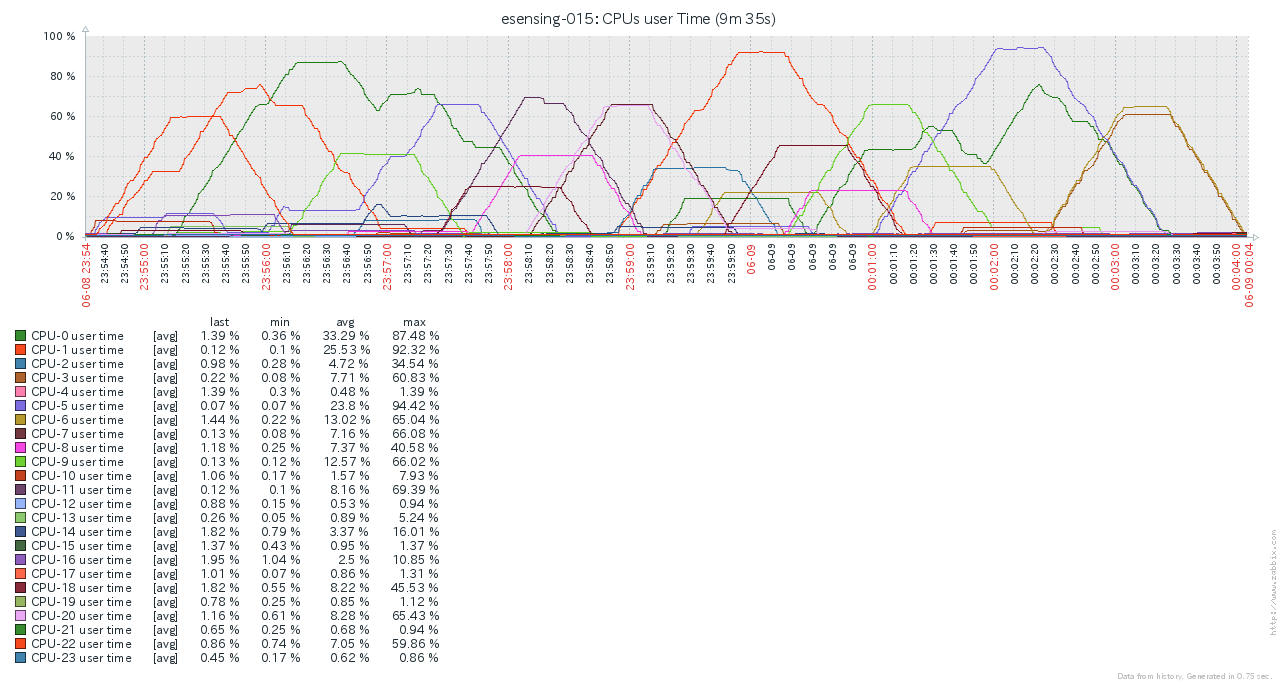 esensing-015: CPUs user Time (9m 35s)
100 %
80 %
60 %
40 %
20 %
0 %
06-08 23:54
23:54:40
23:54:50
23:55:00
23:55:10
23:55:20
23:55:30
23:55:40
23:55:50
23:56:00
23:56:10
23:56:20
23:56:30
23:56:40
23:56:50
23:57:00
23:57:10
23:57:20
23:57:30
23:57:40
23:57:50
23:58:00
23:58:10
23:58:20
23:58:30
23:58:40
23:58:50
23:59:00
23:59:10
23:59:20
23:59:30
23:59:40
23:59:50
06-09
06-09
06-09
06-09
06-09
06-09
00:01:00
00:01:10
00:01:20
00:01:30
00:01:40
00:01:50
00:02:00
00:02:10
00:02:20
00:02:30
00:02:40
00:02:50
00:03:00
00:03:10
00:03:20
00:03:30
00:03:40
00:03:50
00:04:00
06-09 00:04
last min avg max
CPU-0 user time [avg] 1.39 % 0.36 % 33.29 % 87.48 %
CPU-1 user time [avg] 0.12 % 0.1 % 25.53 % 92.32 %
CPU-2 user time [avg] 0.98 % 0.28 % 4.72 % 34.54 %
CPU-3 user time [avg] 0.22 % 0.08 % 7.71 % 60.83 %
CPU-4 user time [avg] 1.39 % 0.3 % 0.48 % 1.39 %
CPU-5 user time [avg] 0.07 % 0.07 % 23.8 % 94.42 %
CPU-6 user time [avg] 1.44 % 0.22 % 13.02 % 65.04 %
CPU-7 user time [avg] 0.13 % 0.08 % 7.16 % 66.08 %
CPU-8 user time [avg] 1.18 % 0.25 % 7.37 % 40.58 %
CPU-9 user time [avg] 0.13 % 0.12 % 12.57 % 66.02 %
CPU-10 user time [avg] 1.06 % 0.17 % 1.57 % 7.93 %
CPU-11 user time [avg] 0.12 % 0.1 % 8.16 % 69.39 %
CPU-12 user time [avg] 0.88 % 0.15 % 0.53 % 0.94 %
CPU-13 user time [avg] 0.26 % 0.05 % 0.89 % 5.24 %
CPU-14 user time [avg] 1.82 % 0.79 % 3.37 % 16.01 %
CPU-15 user time [avg] 1.37 % 0.43 % 0.95 % 1.37 %
CPU-16 user time [avg] 1.95 % 1.04 % 2.5 % 10.85 %
CPU-17 user time [avg] 1.01 % 0.07 % 0.86 % 1.31 %
CPU-18 user time [avg] 1.82 % 0.55 % 8.22 % 45.53 %
CPU-19 user time [avg] 0.78 % 0.25 % 0.85 % 1.12 %
CPU-20 user time [avg] 1.16 % 0.61 % 8.28 % 65.43 %
CPU-21 user time [avg] 0.65 % 0.25 % 0.68 % 0.94 %
CPU-22 user time [avg] 0.86 % 0.74 % 7.05 % 59.86 %
CPU-23 user time [avg] 0.45 % 0.17 % 0.62 % 0.86 %
http://www.zabbix.com
Data from history. Generated in 0.75 sec.